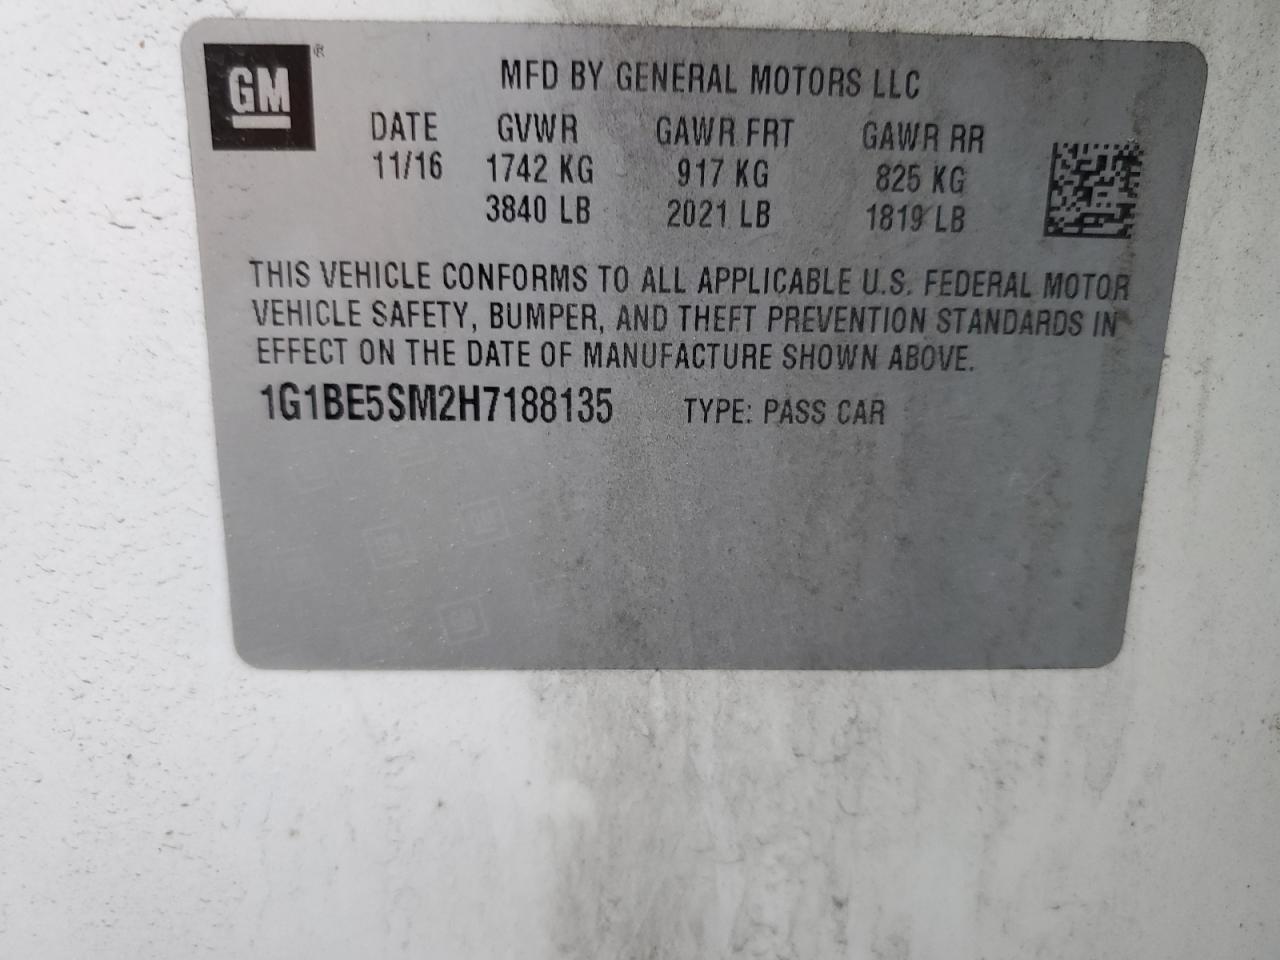 GM®
MFD BY GENERAL MOTORS LLC
DATE GVWR GAWR FRT GAWR RR
11/16 1742 KG 917 KG 825 KG
3840 LB 2021 LB 1819 LB
THIS VEHICLE CONFORMS TO ALL APPLICABLE U.S. FEDERAL MOTOR
VEHICLE SAFETY, BUMPER, AND THEFT PREVENTION STANDARDS IN
EFFECT ON THE DATE OF MANUFACTURE SHOWN ABOVE.
1G1BE5SM2H7188135 TYPE: PASS CAR